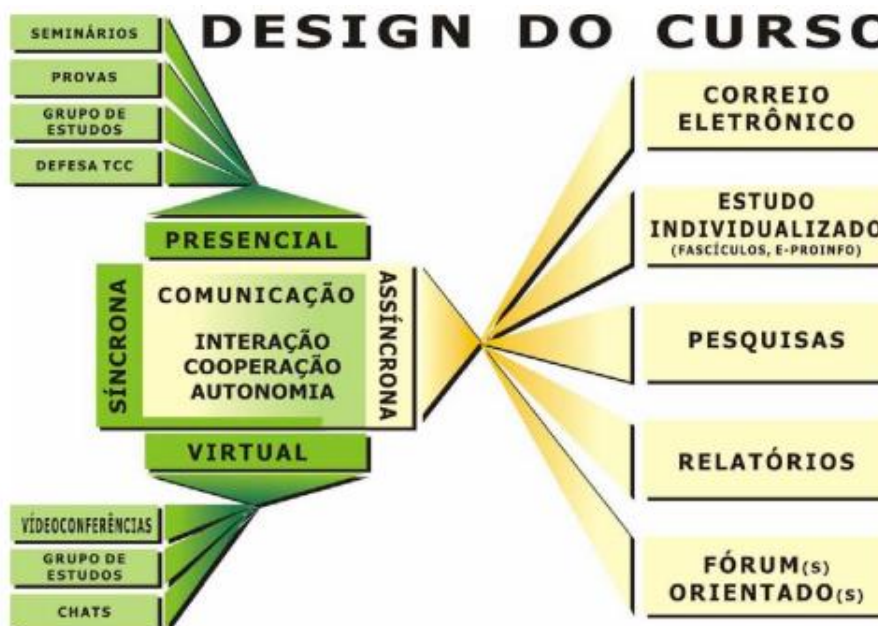 DESIGN DO CURSO
SEMINÁRIOS
PROVAS
GRUPO DE
ESTUDOS
DEFESA TCC
PRESENCIAL
SÍNCRONA
COMUNICAÇÃO
INTERAÇÃO
COOPERAÇÃO
AUTONOMIA
ASSÍNCRONA
VIRTUAL
VÍDEOCONFERÊNCIAS
GRUPO DE
ESTUDOS
CHATS
CORREIO
ELETRÔNICO
ESTUDO
INDIVIDUALIZADO
(FASCÍCULOS, E-PROINFO)
PESQUISAS
RELATÓRIOS
FÓRUM(S)
ORIENTADO(S)